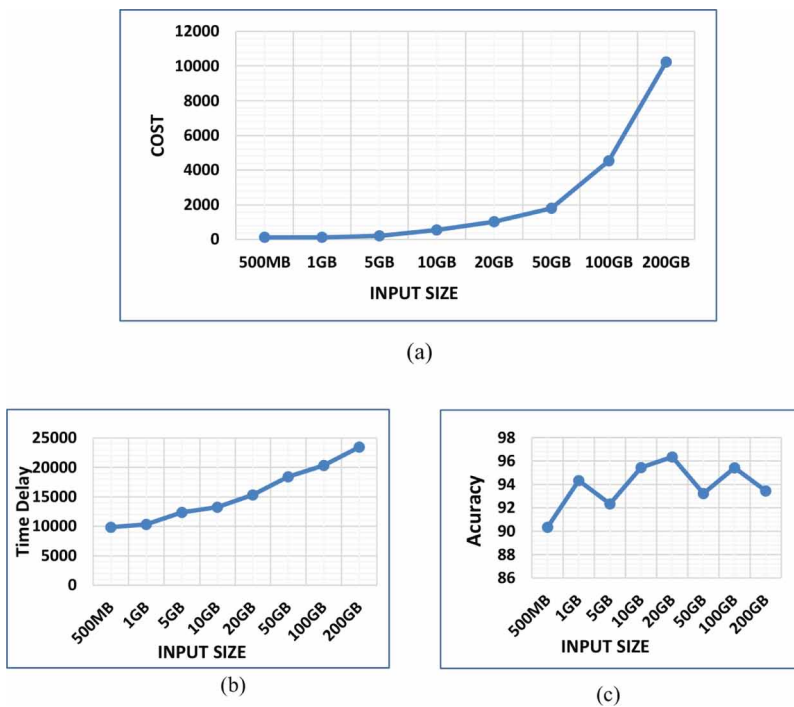 12000
10000
8000
6000
4000
2000
0
COST
500MB 1GB 5GB 10GB 20GB 50GB 100GB 200GB
INPUT SIZE
(a)
25000
20000
15000
10000
5000
0
Time Delay
500MB 1GB 5GB 10GB 20GB 50GB 100GB 200GB
INPUT SIZE
(b)
98
96
94
92
90
88
86
Acuracy
500MB 1GB 5GB 10GB 20GB 50GB 100GB 200GB
INPUT SIZE
(c)